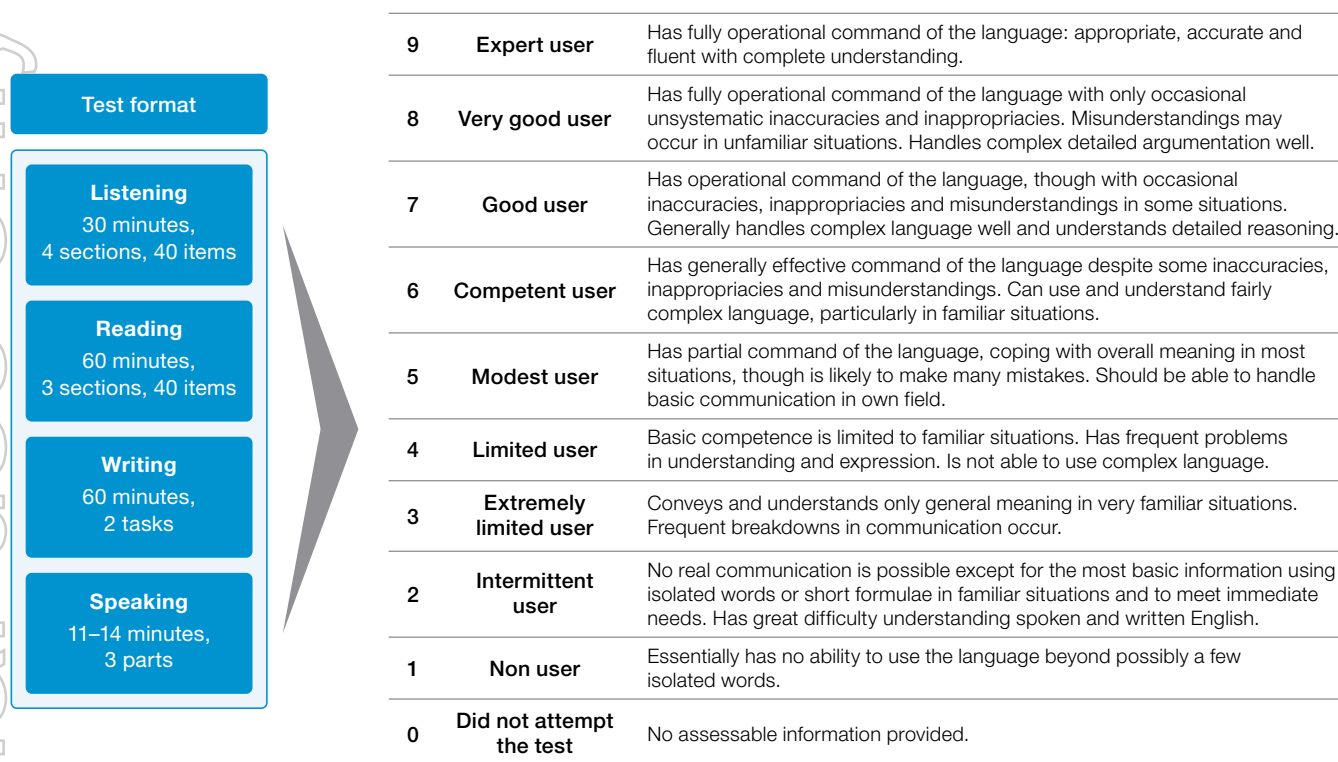 Test format
Listening
30 minutes,
4 sections, 40 items
Reading
60 minutes,
3 sections, 40 items
Writing
60 minutes,
2 tasks
Speaking
11–14 minutes,
3 parts
9 Expert user Has fully operational command of the language: appropriate, accurate and
fluent with complete understanding.
8 Very good user Has fully operational command of the language with only occasional
unsystematic inaccuracies and inappropriacies. Misunderstandings may
occur in unfamiliar situations. Handles complex detailed argumentation well.
7 Good user Has operational command of the language, though with occasional
inaccuracies, inappropriacies and misunderstandings in some situations.
Generally handles complex language well and understands detailed reasoning.
6 Competent user Has generally effective command of the language despite some inaccuracies,
inappropriacies and misunderstandings. Can use and understand fairly
complex language, particularly in familiar situations.
5 Modest user Has partial command of the language, coping with overall meaning in most
situations, though is likely to make many mistakes. Should be able to handle
basic communication in own field.
4 Limited user Basic competence is limited to familiar situations. Has frequent problems
in understanding and expression. Is not able to use complex language.
3 Extremely
limited user Conveys and understands only general meaning in very familiar situations.
Frequent breakdowns in communication occur.
2 Intermittent
user No real communication is possible except for the most basic information using
isolated words or short formulae in familiar situations and to meet immediate
needs. Has great difficulty understanding spoken and written English.
1 Non user Essentially has no ability to use the language beyond possibly a few
isolated words.
0 Did not attempt
the test No assessable information provided.